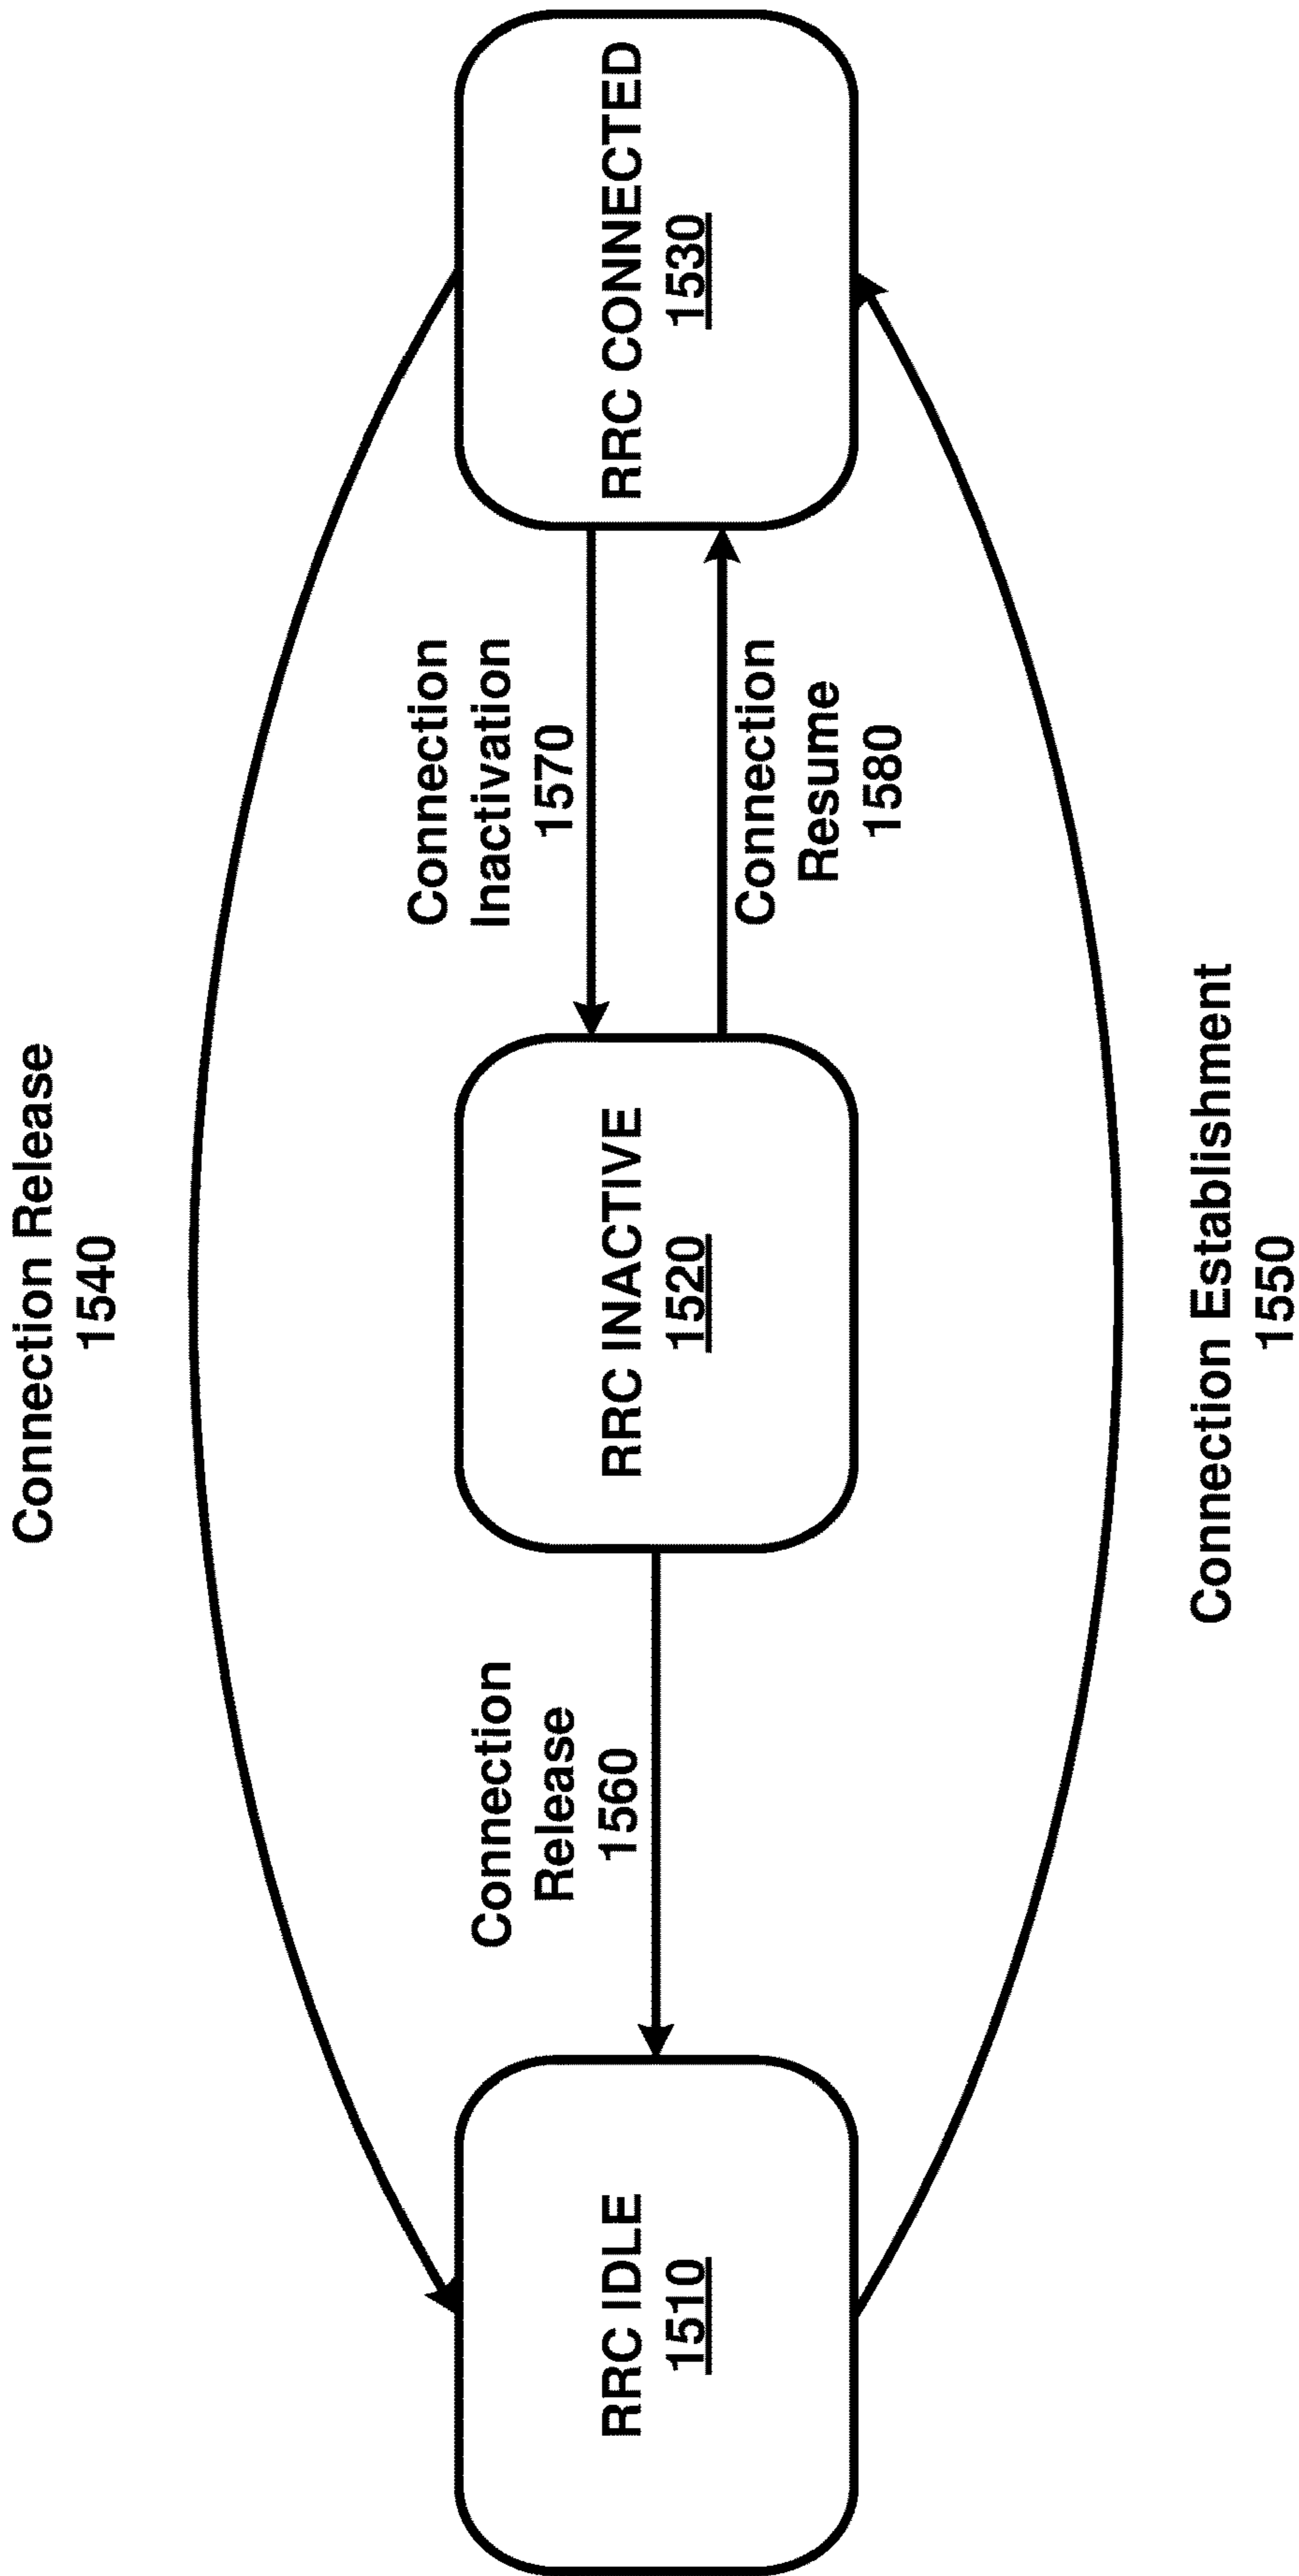 Connection Release
1540
RRC IDLE
1510
Connection
Release
1560
RRC INACTIVE
1520
Connection
Inactivation
1570
Connection
Resume
1580
RRC CONNECTED
1530
Connection Establishment
1550